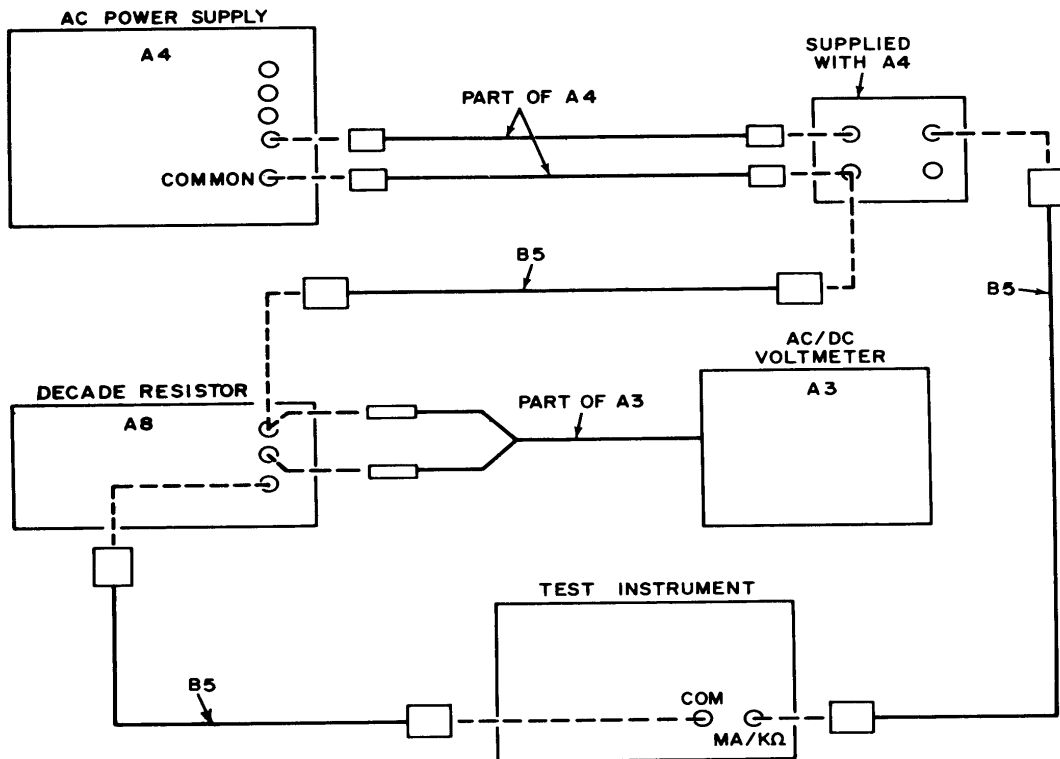 AC POWER SUPPLY
A4
SUPPLIED
WITH A4
PART OF A4
COMMON
B5
B5
AC/DC
VOLTMETER
A3
DECADE RESISTOR
A8
PART OF A3
TEST INSTRUMENT
B5
COM
MA/KΩ